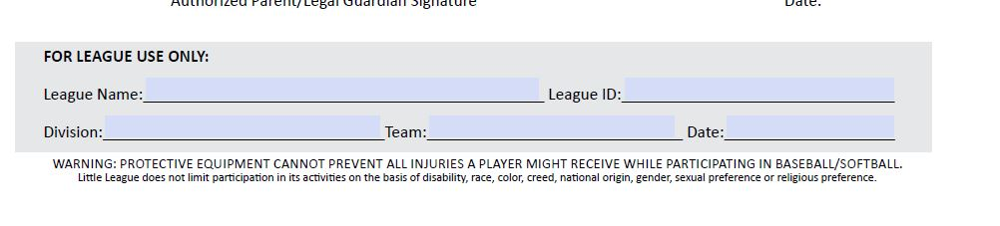 Authorized Parent/Legal Guardian Signature Date:
FOR LEAGUE USE ONLY:
League Name: League ID:
Division: Team: Date:
WARNING: PROTECTIVE EQUIPMENT CANNOT PREVENT ALL INJURIES A PLAYER MIGHT RECEIVE WHILE PARTICIPATING IN BASEBALL/SOFTBALL.
Little League does not limit participation in its activities on the basis of disability, race, color, creed, national origin, gender, sexual preference or religious preference.